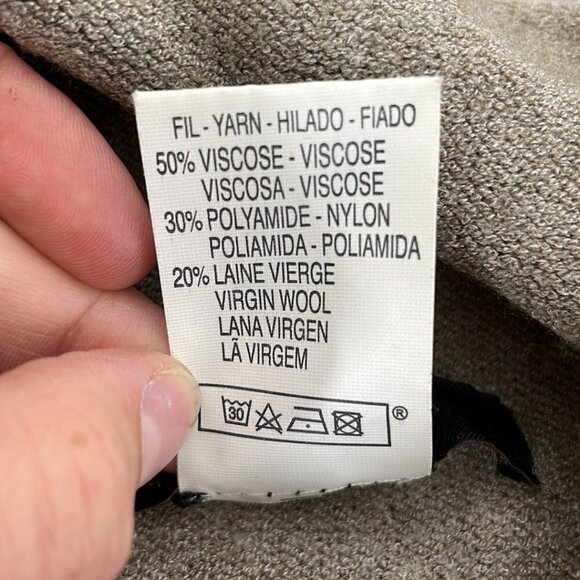 FIL - YARN - HILADO - FIADO
50% VISCOSE - VISCOSE
VISCOSA - VISCOSE
30% POLYAMIDE - NYLON
POLIAMIDA - POLIAMIDA
20% LAINE VIERGE
VIRGIN WOOL
LANA VIRGEN
LÃ VIRGEM
30 ®